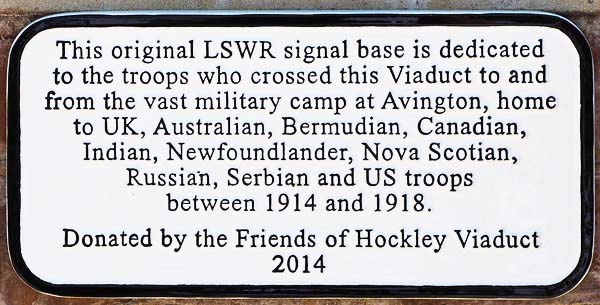 This original LSWR signal base is dedicated
to the troops who crossed this Viaduct to and
from the vast military camp at Avington, home
to UK, Australian, Bermudian, Canadian,
Indian, Newfoundlander, Nova Scotian,
Russian, Serbian and US troops
between 1914 and 1918.
Donated by the Friends of Hockley Viaduct
2014